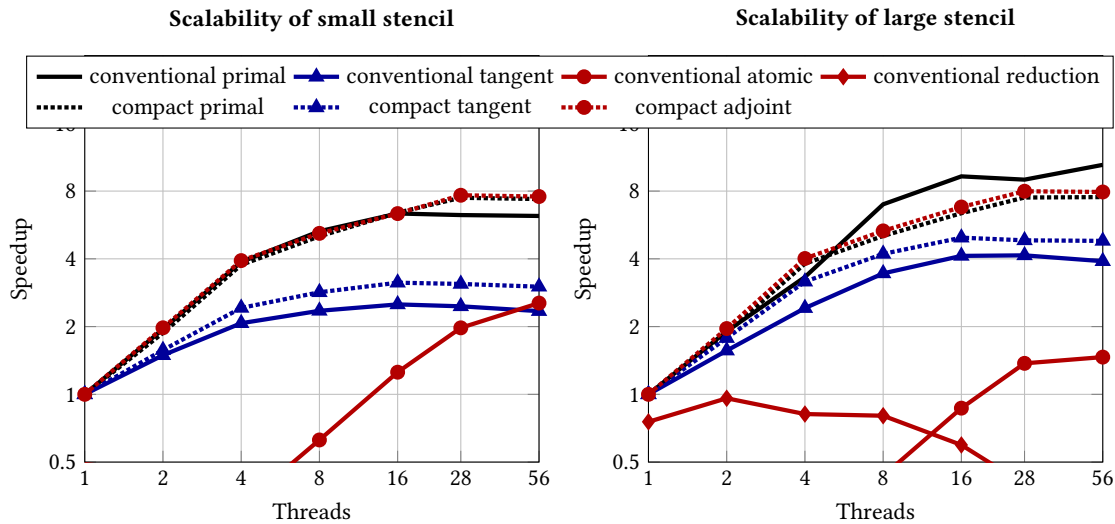 Scalability of small stencil
Scalability of large stencil
conventional primal conventional tangent conventional atomic conventional reduction
compact primal compact tangent compact adjoint
8
4
2
1
0.5
1 2 4 8 16 28 56
Threads
Speedup
8
4
2
1
0.5
1 2 4 8 16 28 56
Threads
Speedup